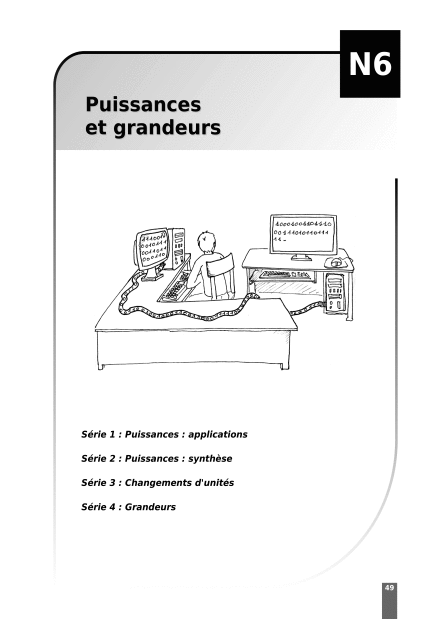 N6
Puissances
et grandeurs
Série 1 : Puissances : applications
Série 2 : Puissances : synthèse
Série 3 : Changements d'unités
Série 4 : Grandeurs
49